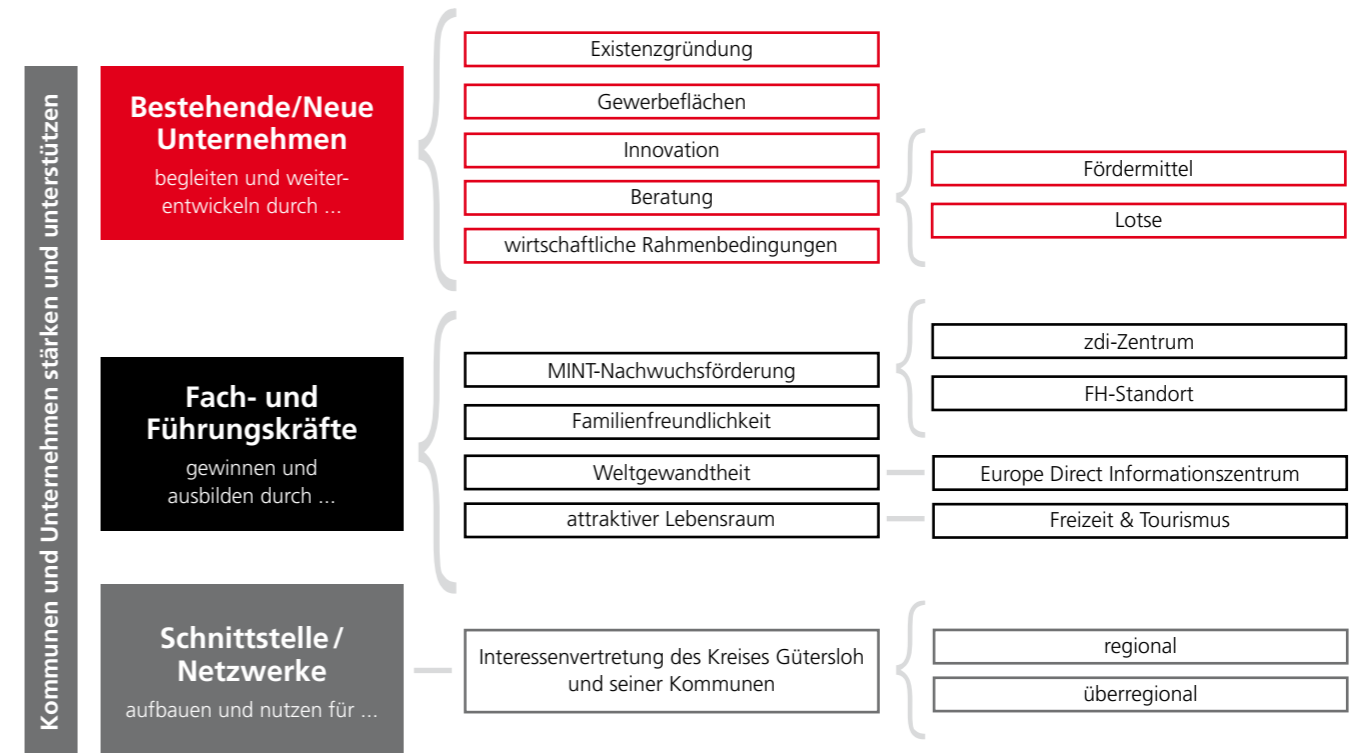 Kommunen und Unternehmen stärken und unterstützen
Bestehende/Neue
Unternehmen
begleiten und weiter-
entwickeln durch ...
Existenzgründung
Gewerbeflächen
Innovation
Beratung
wirtschaftliche Rahmenbedingungen
Fördermittel
Lotse
Fach- und
Führungskräfte
gewinnen und
ausbilden durch ...
MINT-Nachwuchsförderung
Familienfreundlichkeit
Weltgewandtheit
attraktiver Lebensraum
zdi-Zentrum
FH-Standort
Europe Direct Informationszentrum
Freizeit & Tourismus
Schnittstelle /
Netzwerke
aufbauen und nutzen für ...
Interessenvertretung des Kreises Gütersloh
und seiner Kommunen
regional
überregional